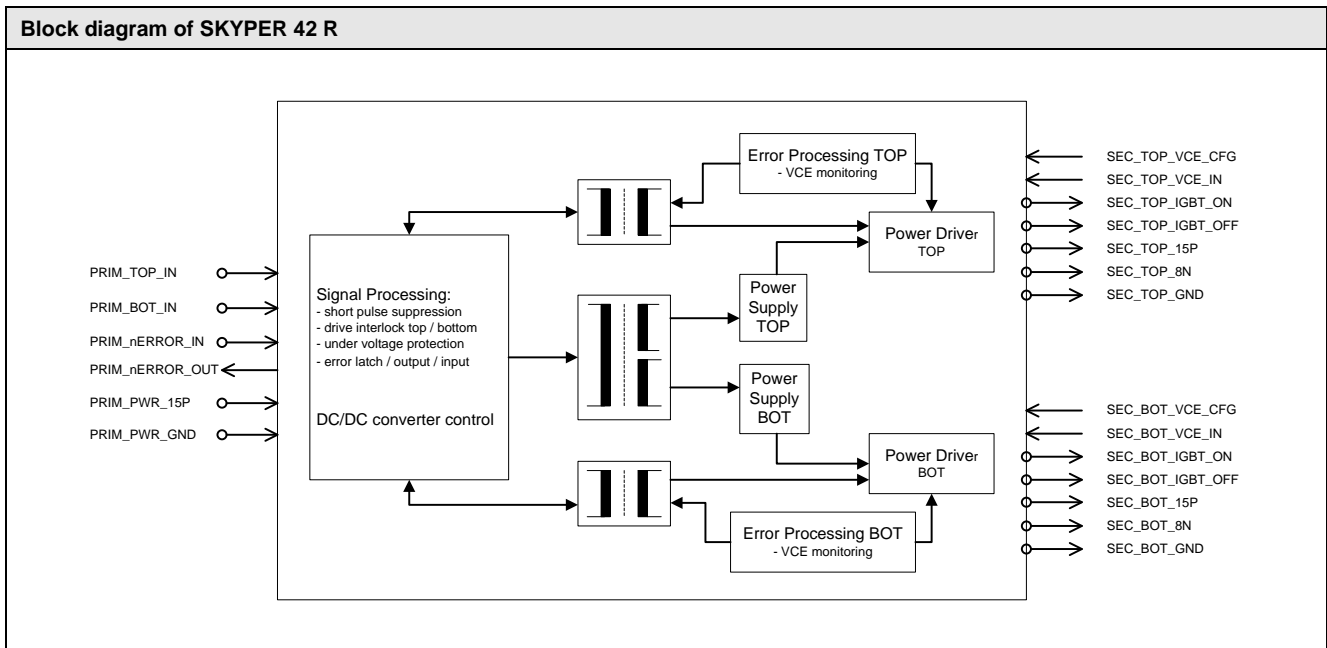 Block diagram of SKYPER 42 R
PRIM_TOP_IN
PRIM_BOT_IN
PRIM_nERROR_IN
PRIM_nERROR_OUT
PRIM_PWR_15P
PRIM_PWR_GND
Signal Processing:
- short pulse suppression
- drive interlock top / bottom
- under voltage protection
- error latch / output / input
DC/DC converter control
Error Processing TOP
- VCE monitoring
Power Driver
TOP
Power
Supply
TOP
Power
Supply
BOT
Power Driver
BOT
Error Processing BOT
- VCE monitoring
SEC_TOP_VCE_CFG
SEC_TOP_VCE_IN
SEC_TOP_IGBT_ON
SEC_TOP_IGBT_OFF
SEC_TOP_15P
SEC_TOP_8N
SEC_TOP_GND
SEC_BOT_VCE_CFG
SEC_BOT_VCE_IN
SEC_BOT_IGBT_ON
SEC_BOT_IGBT_OFF
SEC_BOT_15P
SEC_BOT_8N
SEC_BOT_GND